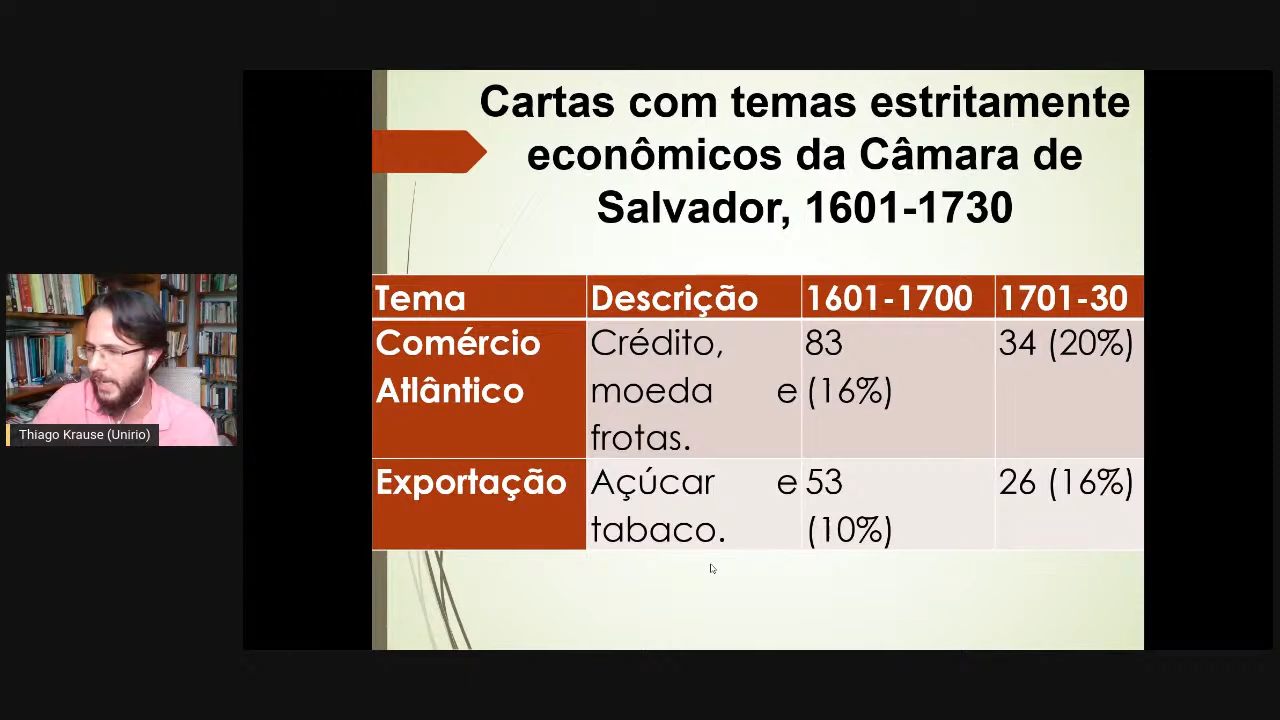 Cartas com temas estritamente
econômicos da Câmara de
Salvador, 1601-1730
Tema Descrição 1601-1700 1701-30
Comércio Atlântico
Crédito, moeda e frotas.
83 (16%)
34 (20%)
Exportação
Açúcar e tabaco.
53 (10%)
26 (16%)
Thiago Krause (Unirio)